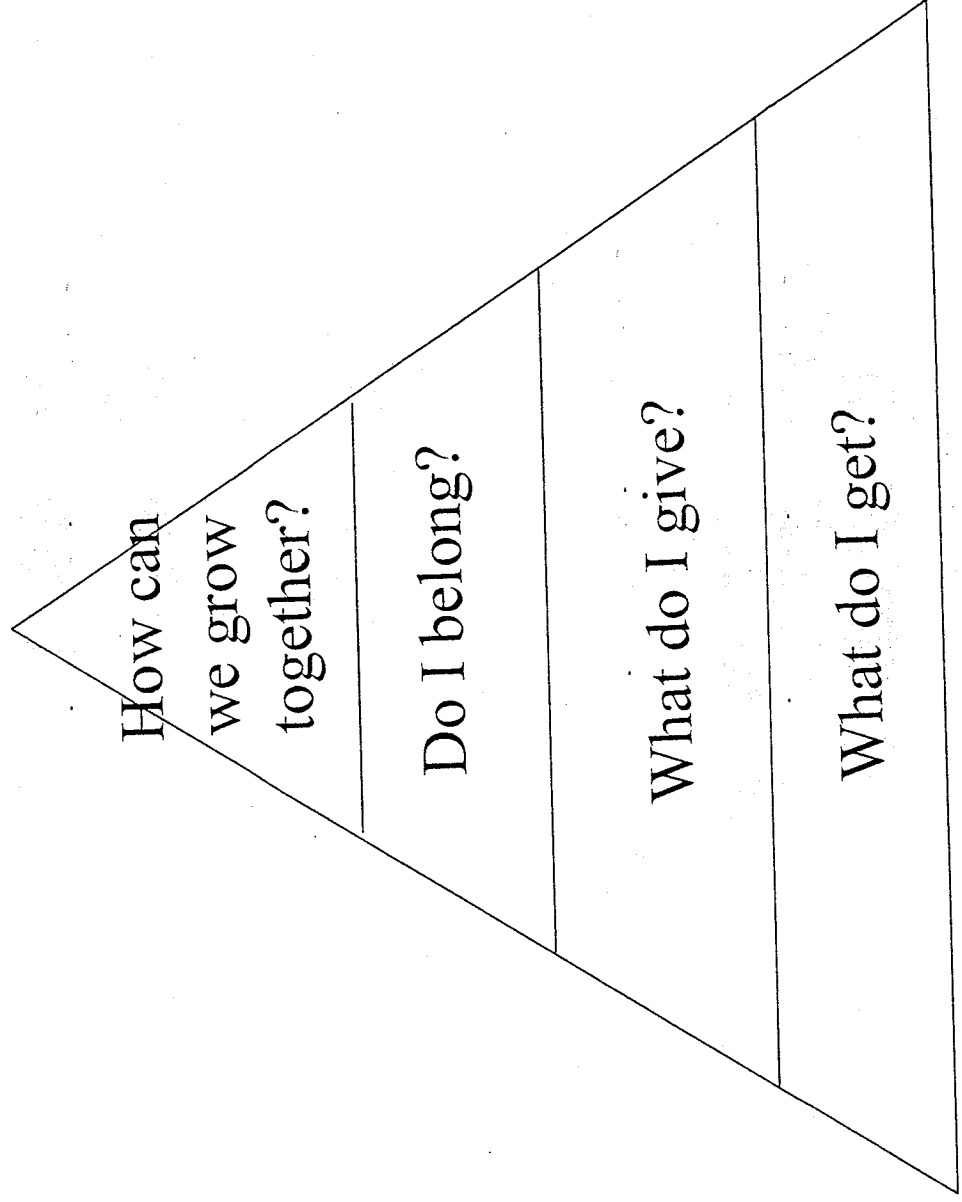 How can
we grow
together?
Do I belong?
What do I give?
What do I get?